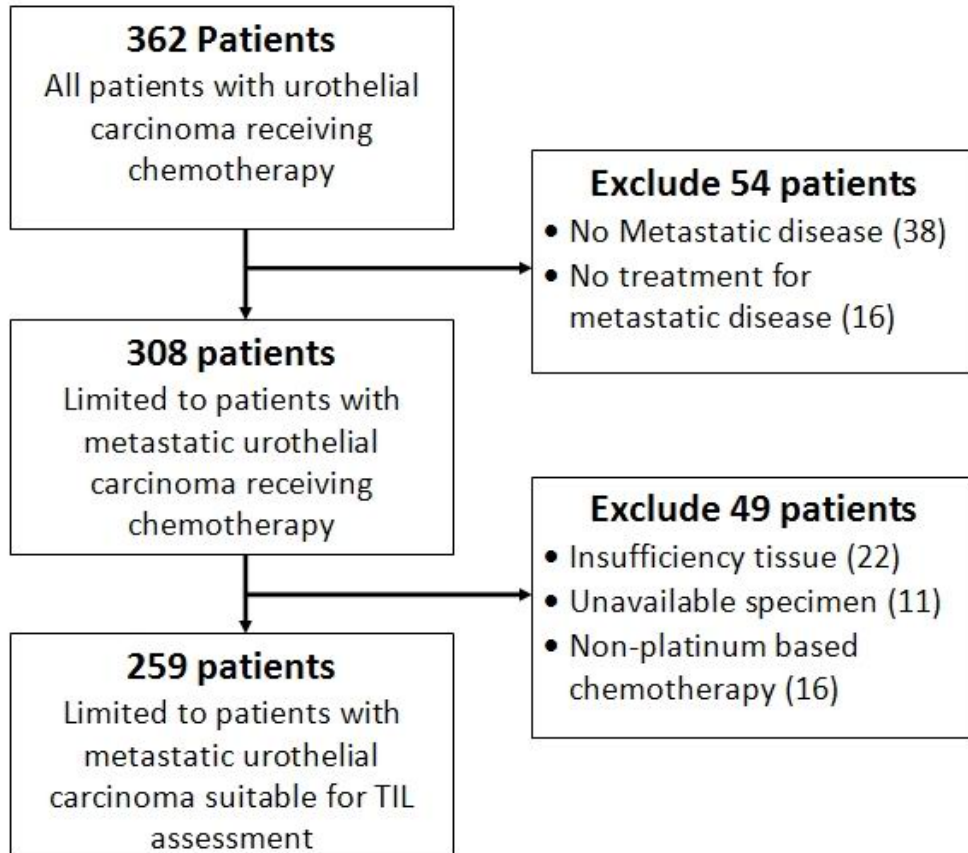 362 Patients
All patients with urothelial
carcinoma receiving
chemotherapy
Exclude 54 patients
• No Metastatic disease (38)
• No treatment for
metastatic disease (16)
308 patients
Limited to patients with
metastatic urothelial
carcinoma receiving
chemotherapy
Exclude 49 patients
• Insufficiency tissue (22)
• Unavailable specimen (11)
• Non-platinum based
chemotherapy (16)
259 patients
Limited to patients with
metastatic urothelial
carcinoma suitable for TIL
assessment